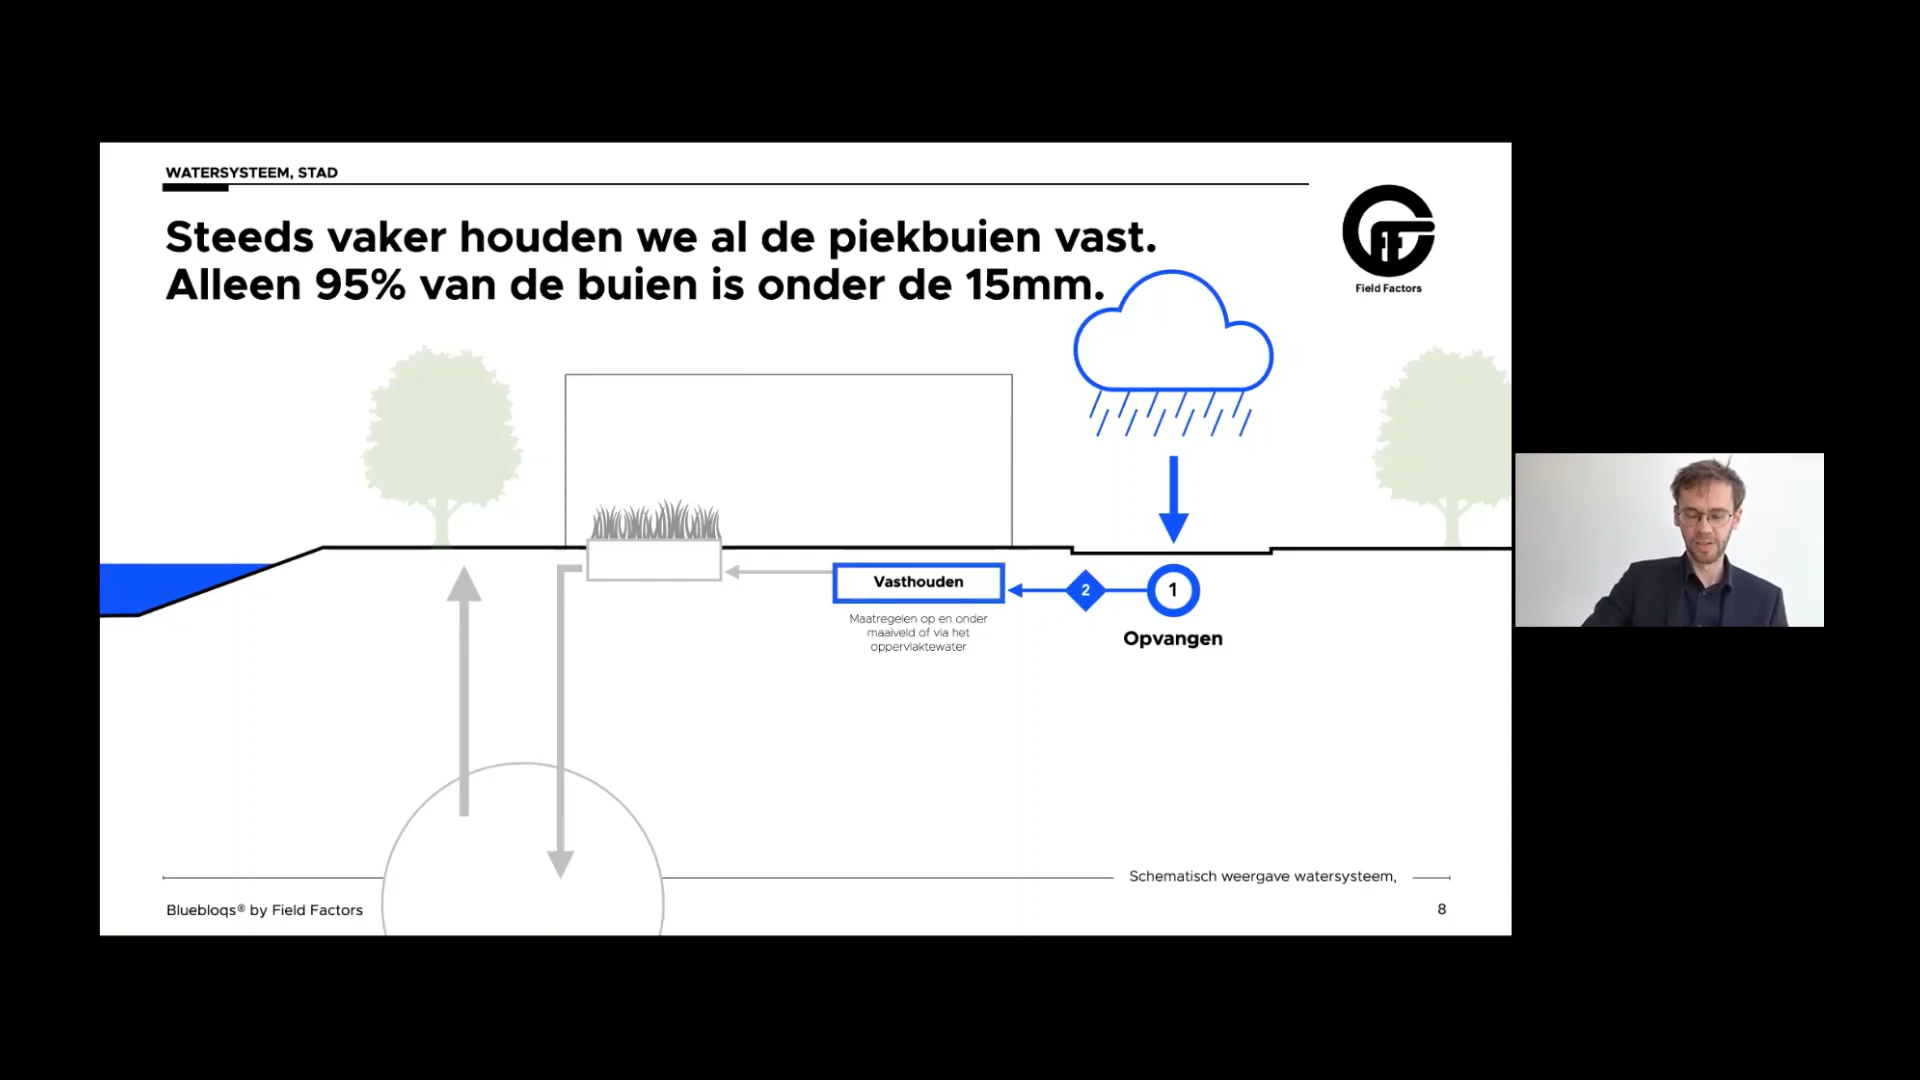 WATERSYSTEEM, STAD
Steeds vaker houden we al de piekbuien vast.
Alleen 95% van de buien is onder de 15mm.
ff
Field Factors
Vasthouden
2
1
Maatregelen op en onder
maaiveld of via het
oppervlaktewater
Opvangen
Schematisch weergave watersysteem,
Bluebloqs® by Field Factors
8